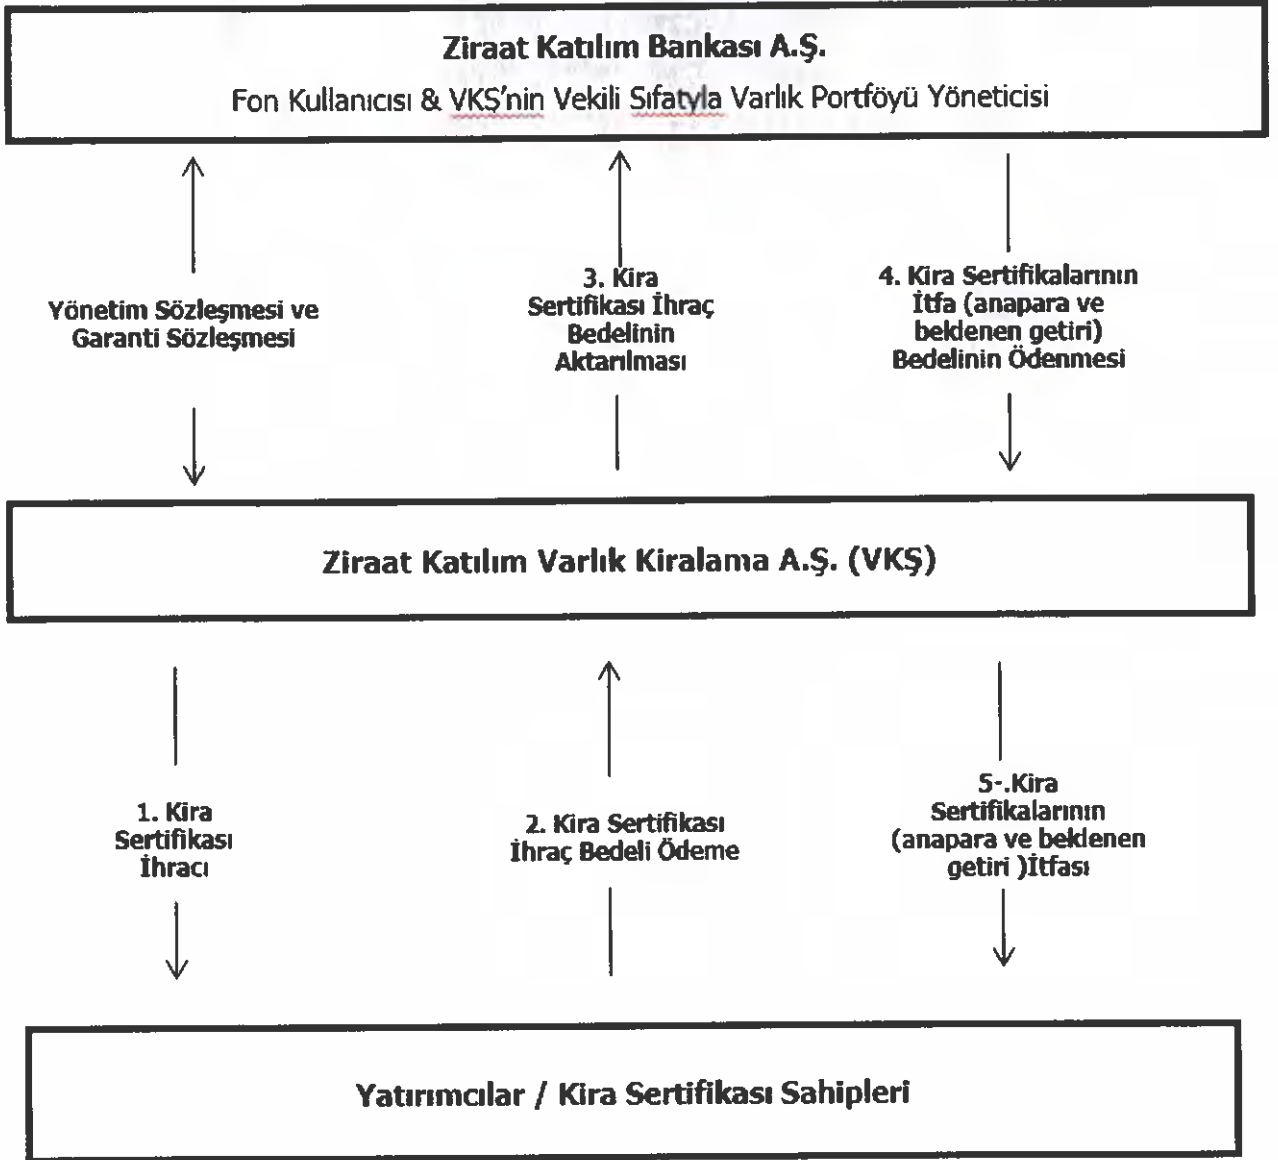 Ziraat Katılım Bankası A.Ş.
Fon Kullanıcısı & VKŞ'nin Vekili Sıfatyla Varlık Portföyü Yöneticisi
Yönetim Sözleşmesi ve
Garanti Sözleşmesi
3. Kira
Sertifikası İhraç
Bedelinin
Aktarılması
4. Kira Sertifikalarının
İtfa (anapara ve
beklenen getiri)
Bedelinin Ödenmesi
Ziraat Katılım Varlık Kiralama A.Ş. (VKŞ)
1. Kira
Sertifikası
İhracı
2. Kira Sertifikası
İhraç Bedeli Ödeme
5-.Kira
Sertifikalarının
(anapara ve beklenen
getiri )İtfası
Yatırımcılar / Kira Sertifikası Sahipleri